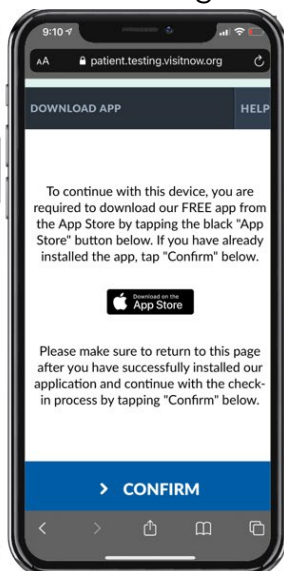 9:10
AA patient.testing.visitnow.org
DOWNLOAD APP HELP
To continue with this device, you are
required to download our FREE app from
the App Store by tapping the black "App
Store" button below. If you have already
installed the app, tap "Confirm" below.
Download on the
App Store
Please make sure to return to this page
after you have successfully installed our
application and continue with the check-
in process by tapping "Confirm" below.
> CONFIRM